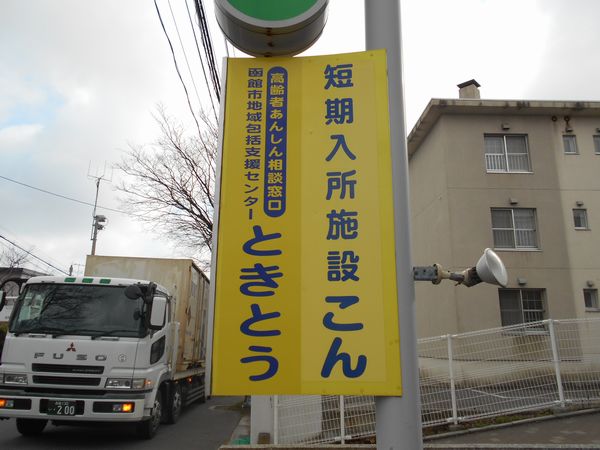 短期入所施設こん
高齢者あんしん相談窓口
函館市地域包括支援センター
ときとう
FUSO
200